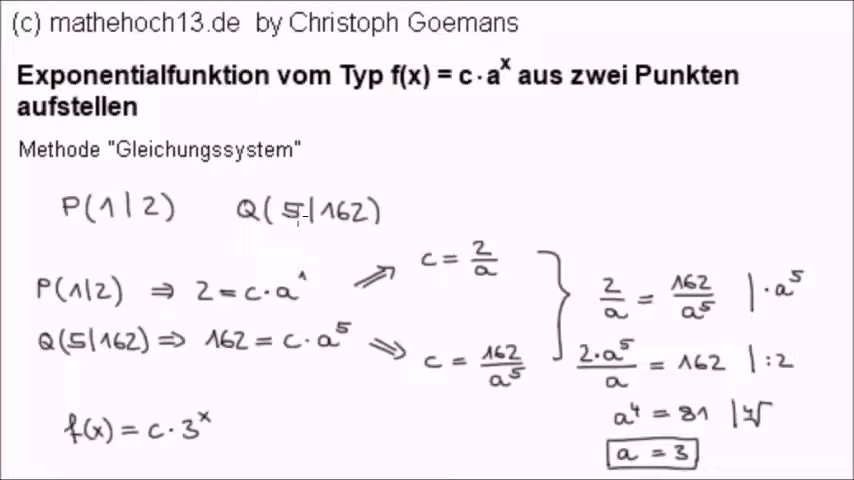 (c) mathehoch13.de by Christoph Goemans
Exponentialfunktion vom Typ f(x) = c · a^x aus zwei Punkten
aufstellen
Methode "Gleichungssystem"
P(1|2) Q(5|162)
P(1|2) ⇒ 2 = c · a^1 ⇒ c = 2/a
Q(5|162) ⇒ 162 = c · a^5 ⇒ c = 162/a^5
2/a = 162/a^5 | · a^5
2·a^5/a = 162 | : 2
a^4 = 81 | ∜
a = 3
f(x) = c · 3^x